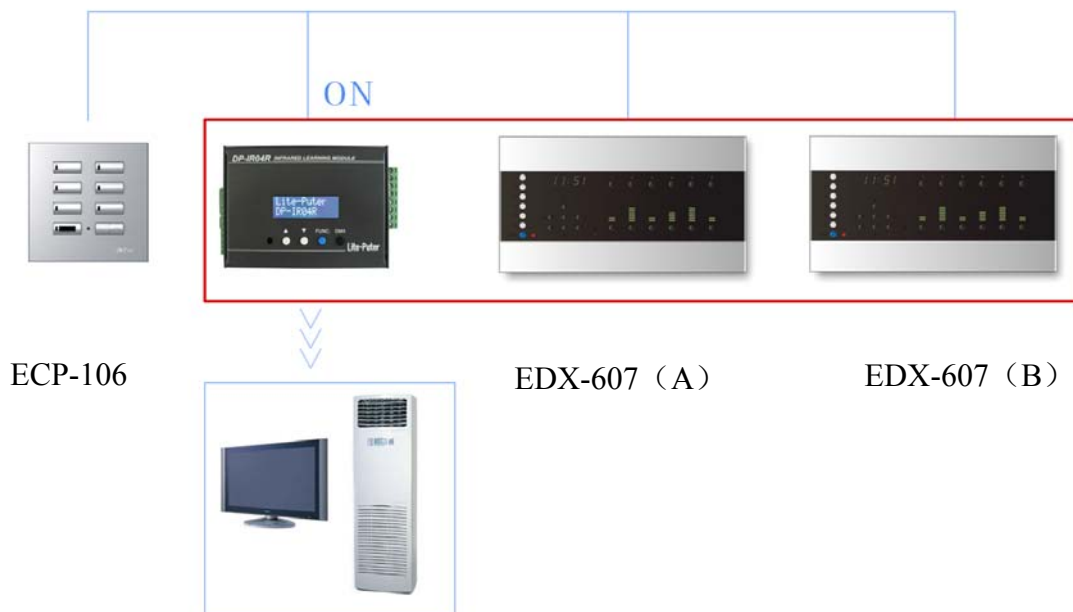 ON
DP-IR04R INFRARED LEARNING MODULE
Lite-Puter
DP-IR04R
▲ ▼ FUNC. DMX
Lite-Puter
11:51
11:51
ECP-106
EDX-607（A）
EDX-607（B）